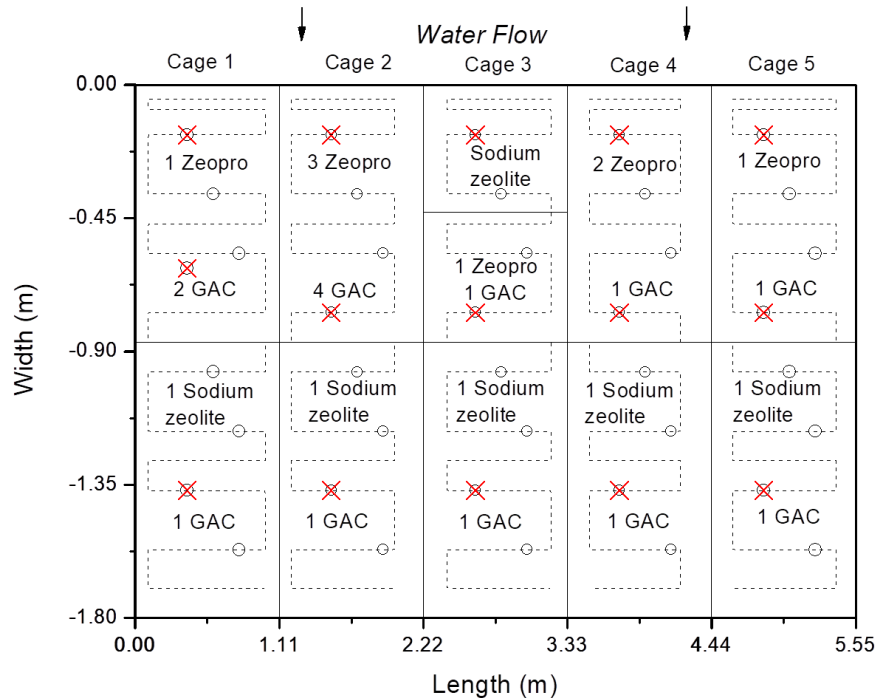 Water Flow
Cage 1
Cage 2
Cage 3
Cage 4
Cage 5
0.00
1 Zeopro
3 Zeopro
Sodium
zeolite
2 Zeopro
1 Zeopro
-0.45
2 GAC
4 GAC
1 Zeopro
1 GAC
1 GAC
1 GAC
Width (m)
-0.90
1 Sodium
zeolite
1 Sodium
zeolite
1 Sodium
zeolite
1 Sodium
zeolite
1 Sodium
zeolite
-1.35
1 GAC
1 GAC
1 GAC
1 GAC
1 GAC
-1.80
0.00
1.11
2.22
3.33
4.44
5.55
Length (m)